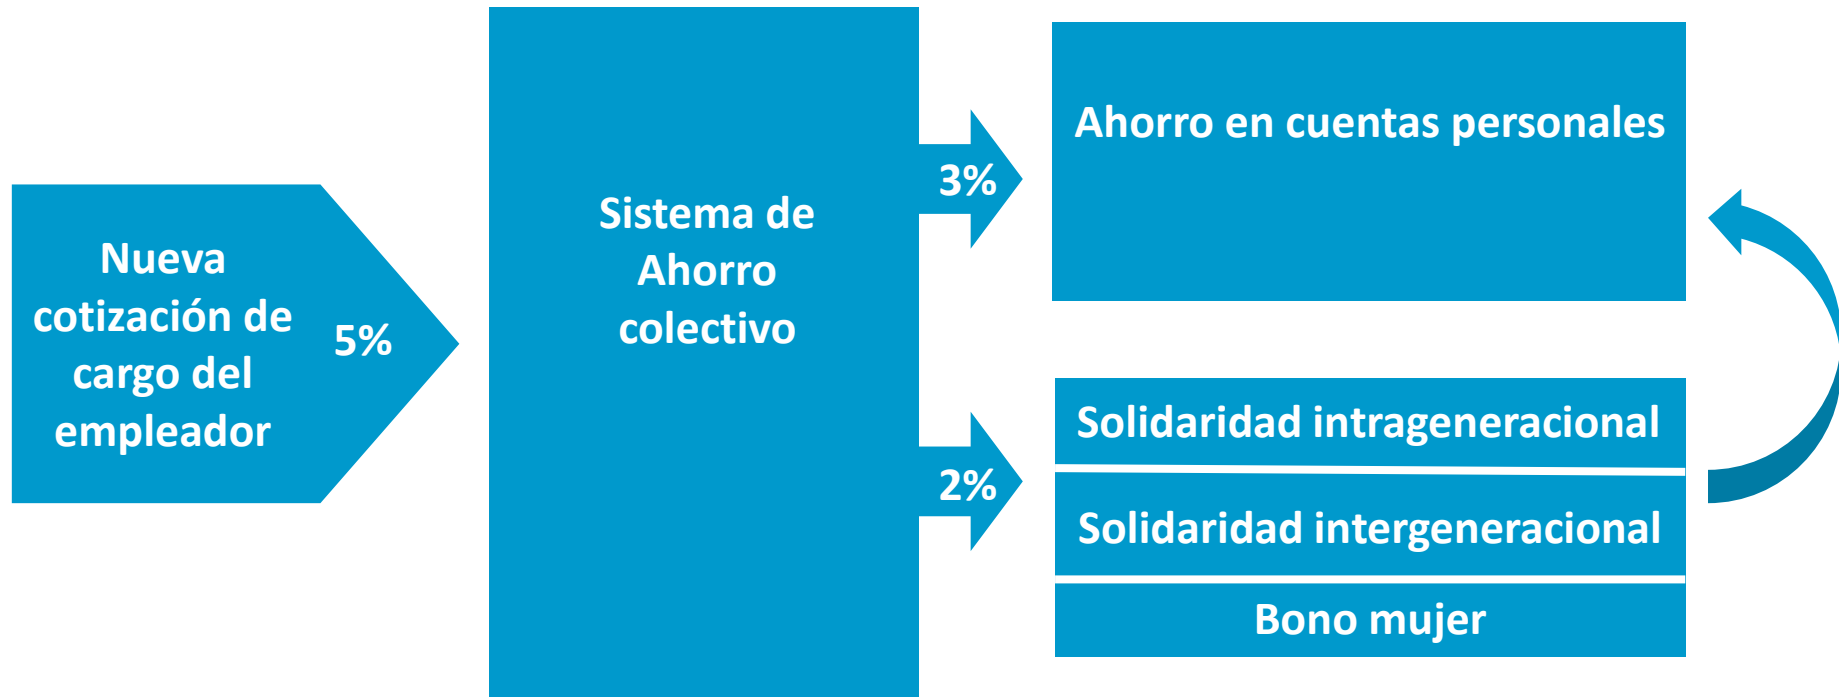 Nueva
cotización de
cargo del
empleador
5%
Sistema de
Ahorro
colectivo
3%
2%
Ahorro en cuentas personales
Solidaridad intrageneracional
Solidaridad intergeneracional
Bono mujer